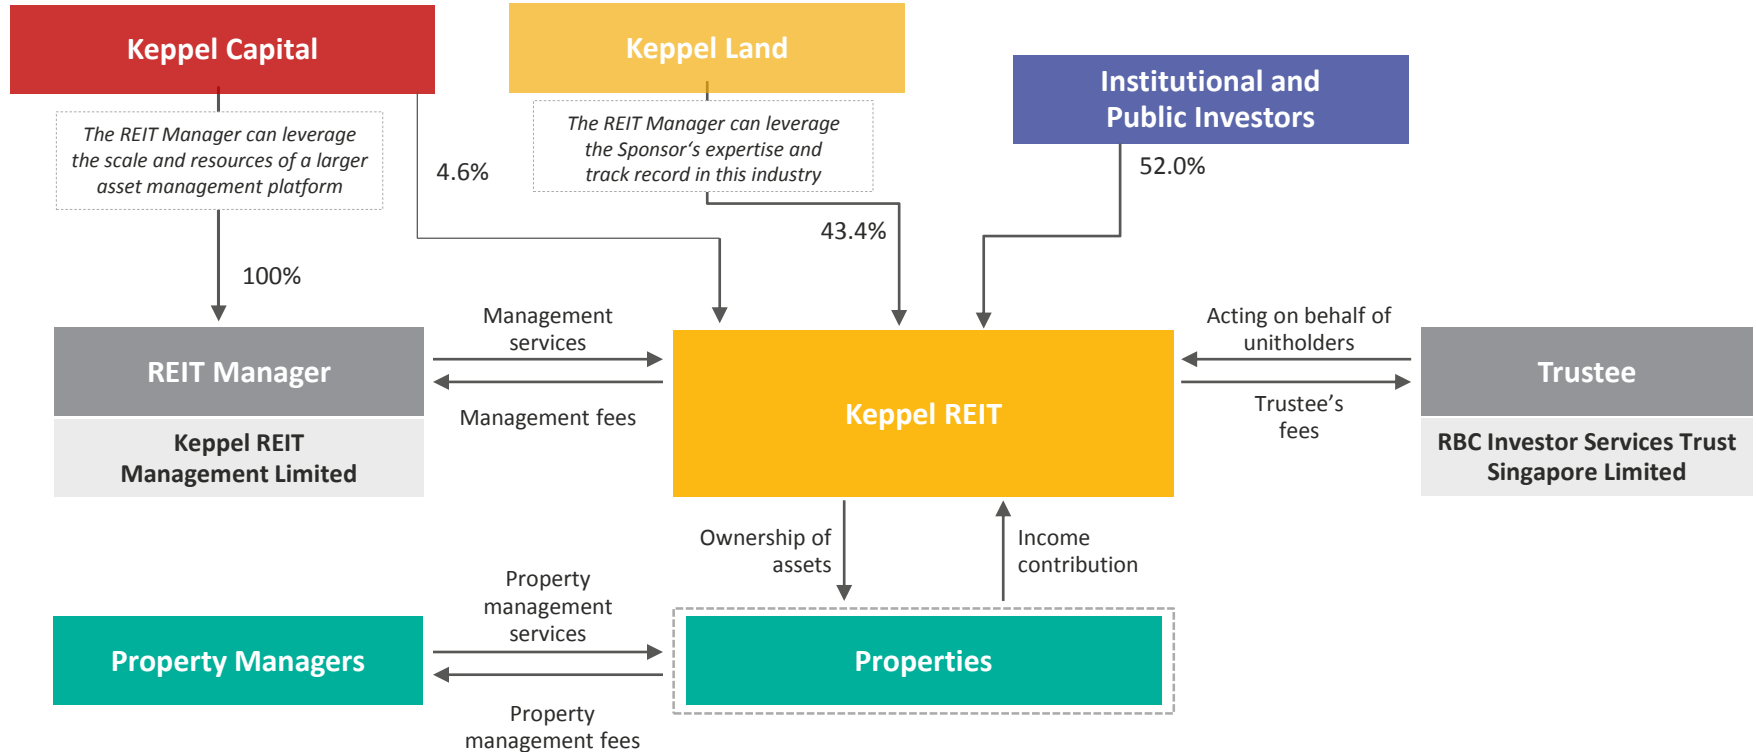 Keppel Capital
Keppel Land
Institutional and
Public Investors
The REIT Manager can leverage
the scale and resources of a larger
asset management platform
The REIT Manager can leverage
the Sponsor‘s expertise and
track record in this industry
4.6%
52.0%
43.4%
100%
Management
services
Acting on behalf of
unitholders
REIT Manager
Keppel REIT
Trustee
Management fees
Trustee’s
fees
Keppel REIT
Management Limited
RBC Investor Services Trust
Singapore Limited
Ownership of
assets
Income
contribution
Property
management
services
Property Managers
Properties
Property
management fees